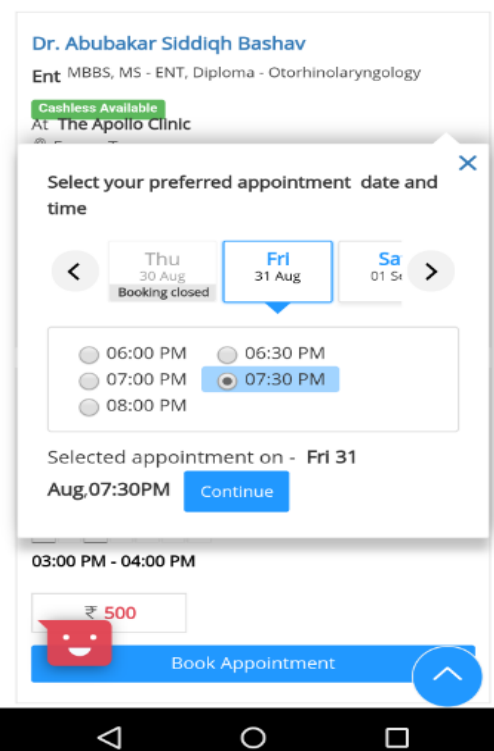 Dr. Abubakar Siddiqh Bashav
Ent MBBS, MS - ENT, Diploma - Otorhinolaryngology
Cashless Available
At The Apollo Clinic
Select your preferred appointment date and
time
Thu
30 Aug
Booking closed
Fri
31 Aug
Sa
01 Se
06:00 PM 06:30 PM
07:00 PM 07:30 PM
08:00 PM
Selected appointment on - Fri 31
Aug,07:30PM Continue
03:00 PM - 04:00 PM
₹ 500
Book Appointment